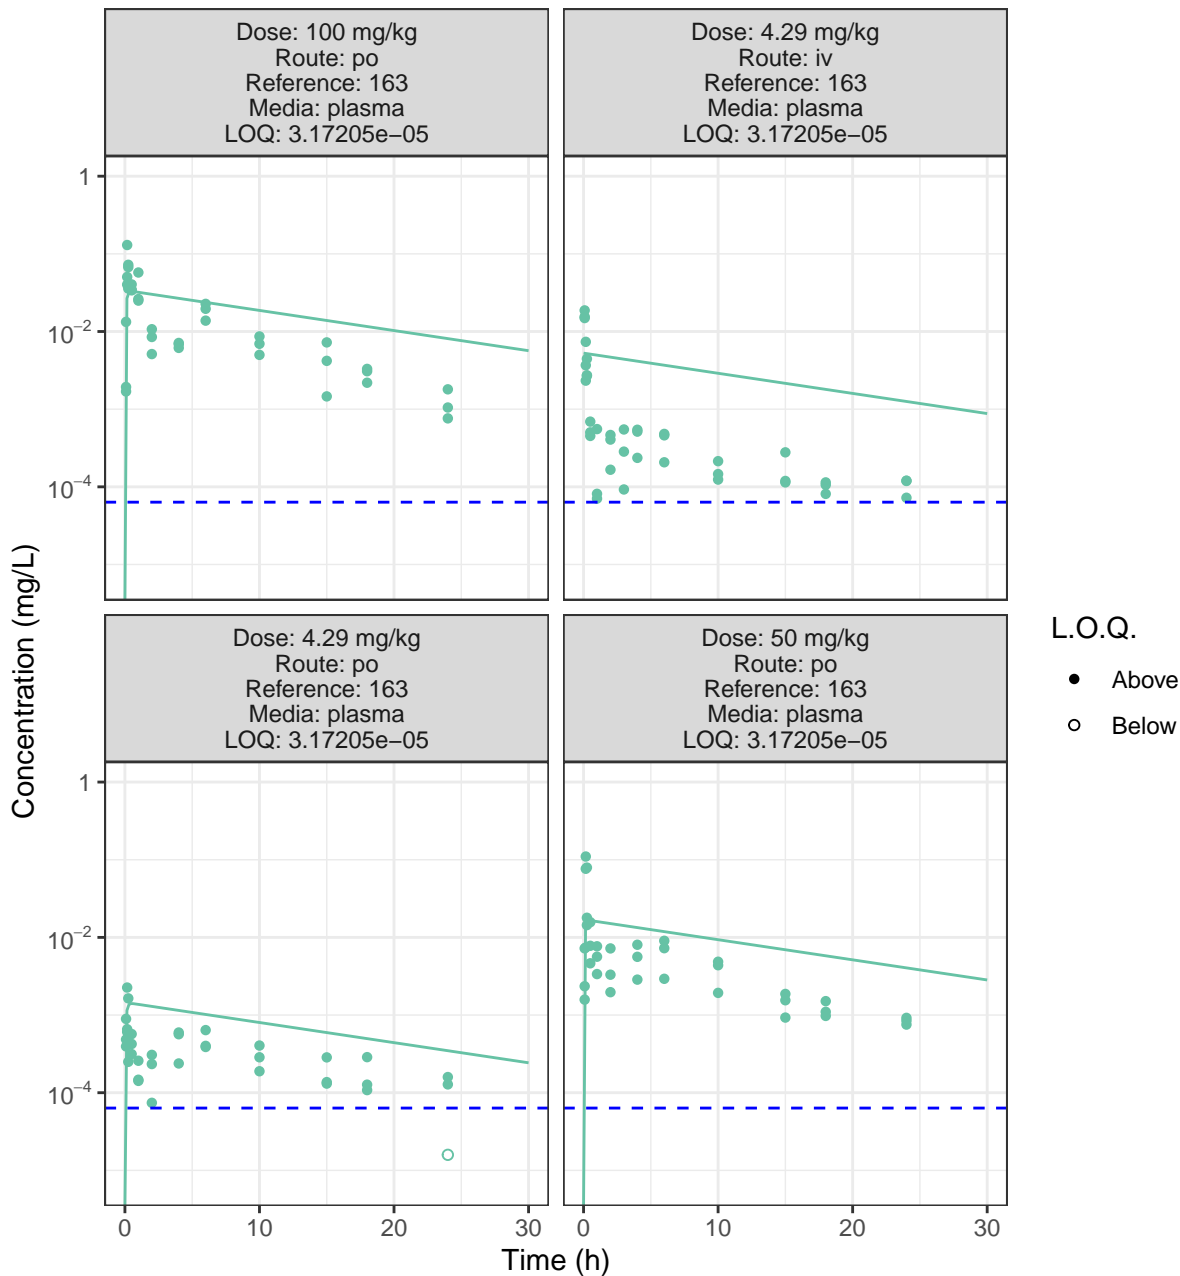 Dose: 100 mg/kg
Route: po
Reference: 163
Media: plasma
LOQ: 3.17205e−05
Dose: 4.29 mg/kg
Route: iv
Reference: 163
Media: plasma
LOQ: 3.17205e−05
1
10−2
10−4
Dose: 4.29 mg/kg
Route: po
Reference: 163
Media: plasma
LOQ: 3.17205e−05
Dose: 50 mg/kg
Route: po
Reference: 163
Media: plasma
LOQ: 3.17205e−05
1
10−2
10−4
0 10 20 30
0 10 20 30
Time (h)
Concentration (mg/L)
L.O.Q.
Above
Below